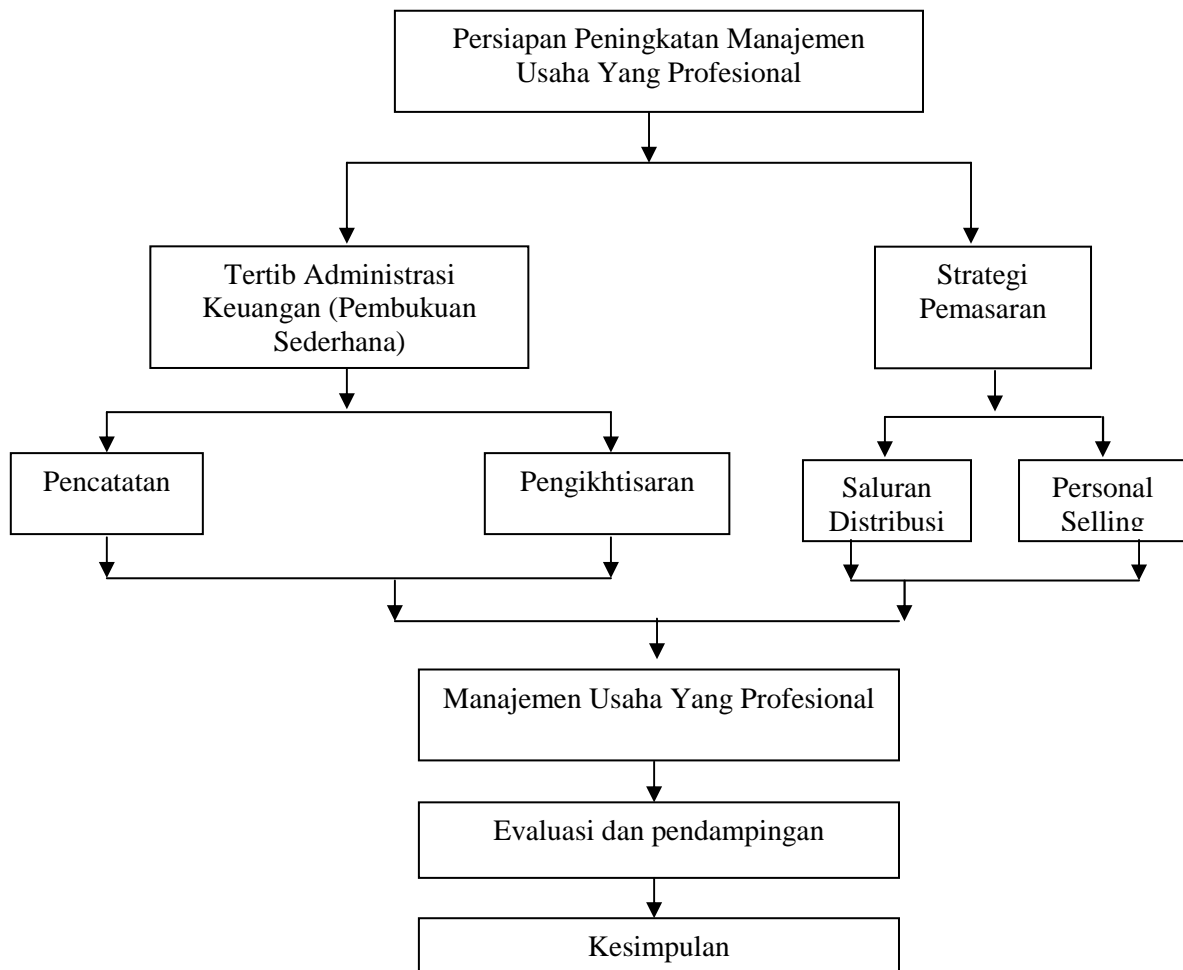 Persiapan Peningkatan Manajemen
Usaha Yang Profesional
Tertib Administrasi
Keuangan (Pembukuan
Sederhana)
Strategi
Pemasaran
Pencatatan
Pengikhtisaran
Saluran
Distribusi
Personal
Selling
Manajemen Usaha Yang Profesional
Evaluasi dan pendampingan
Kesimpulan